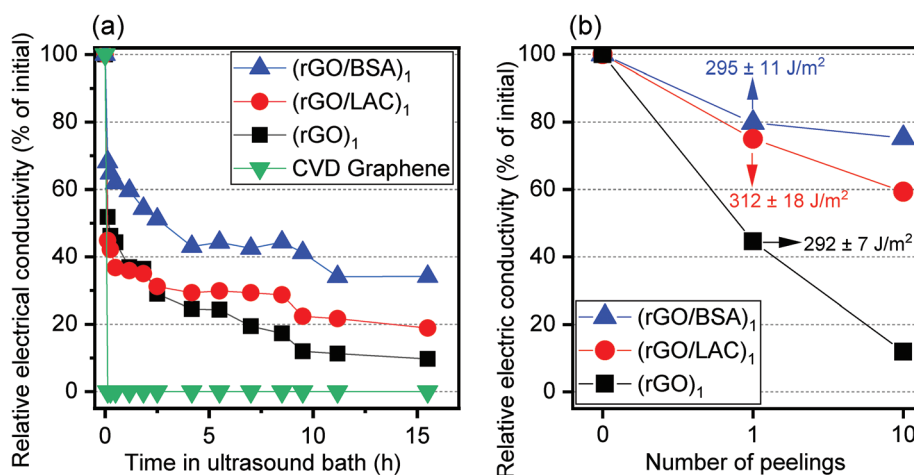 (a)
Relative electrical conductivity (% of initial)
100
80
60
40
20
0
(rGO/BSA)₁
(rGO/LAC)₁
(rGO)₁
CVD Graphene
0 5 10 15
Time in ultrasound bath (h)
(b)
Relative electric conductivity (% of initial)
100
80
60
40
20
0
295 ± 11 J/m²
312 ± 18 J/m²
292 ± 7 J/m²
(rGO/BSA)₁
(rGO/LAC)₁
(rGO)₁
0 1 10
Number of peelings